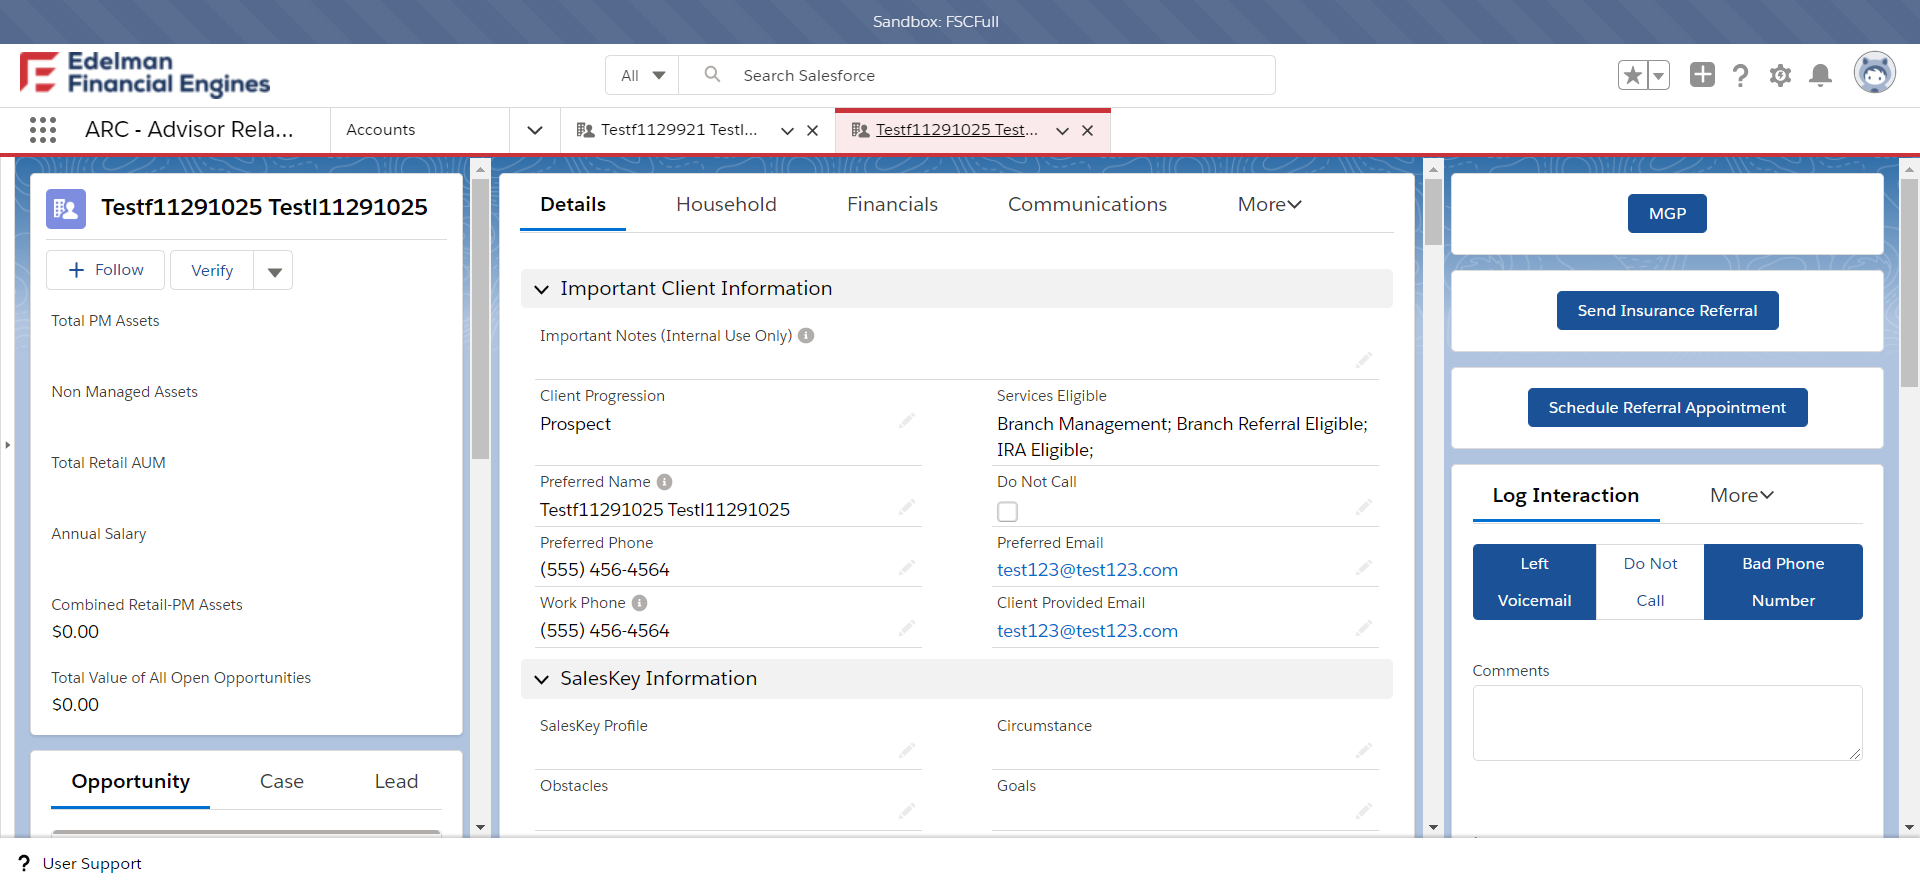 Sandbox: FSCFull
Edelman
Financial Engines
All
Search Salesforce
ARC - Advisor Rela...
Accounts
Testf1129921 Testl...
Testf11291025 Test...
Testf11291025 Testl11291025
Follow
Verify
Total PM Assets
Non Managed Assets
Total Retail AUM
Annual Salary
Combined Retail-PM Assets
$0.00
Total Value of All Open Opportunities
$0.00
Opportunity
Case
Lead
Details
Household
Financials
Communications
More
Important Client Information
Important Notes (Internal Use Only)
Client Progression
Prospect
Services Eligible
Branch Management; Branch Referral Eligible;
IRA Eligible;
Preferred Name
Testf11291025 Testl11291025
Do Not Call
Preferred Phone
(555) 456-4564
Preferred Email
test123@test123.com
Work Phone
(555) 456-4564
Client Provided Email
test123@test123.com
SalesKey Information
SalesKey Profile
Circumstance
Obstacles
Goals
MGP
Send Insurance Referral
Schedule Referral Appointment
Log Interaction
More
Left
Voicemail
Do Not
Call
Bad Phone
Number
Comments
? User Support